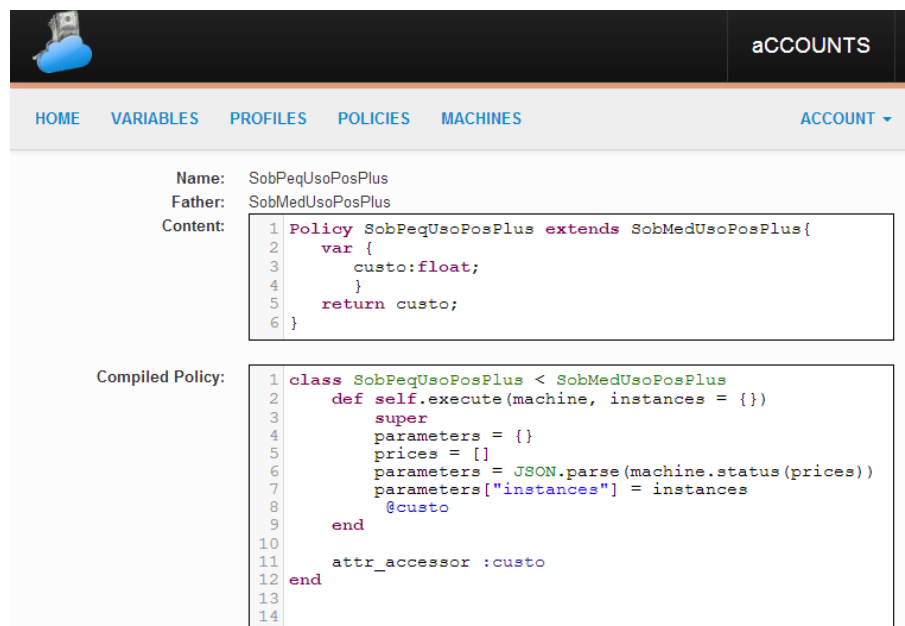 aCCOUNTS
HOME VARIABLES PROFILES POLICIES MACHINES ACCOUNT
Name: SobPeqUsoPosPlus
Father: SobMedUsoPosPlus
Content:
1 Policy SobPeqUsoPosPlus extends SobMedUsoPosPlus{
2 var {
3 custo:float;
4 }
5 return custo;
6 }
Compiled Policy:
1 class SobPeqUsoPosPlus < SobMedUsoPosPlus
2 def self.execute(machine, instances = {})
3 super
4 parameters = {}
5 prices = []
6 parameters = JSON.parse(machine.status(prices))
7 parameters["instances"] = instances
8 @custo
9 end
10
11 attr_accessor :custo
12 end
13
14